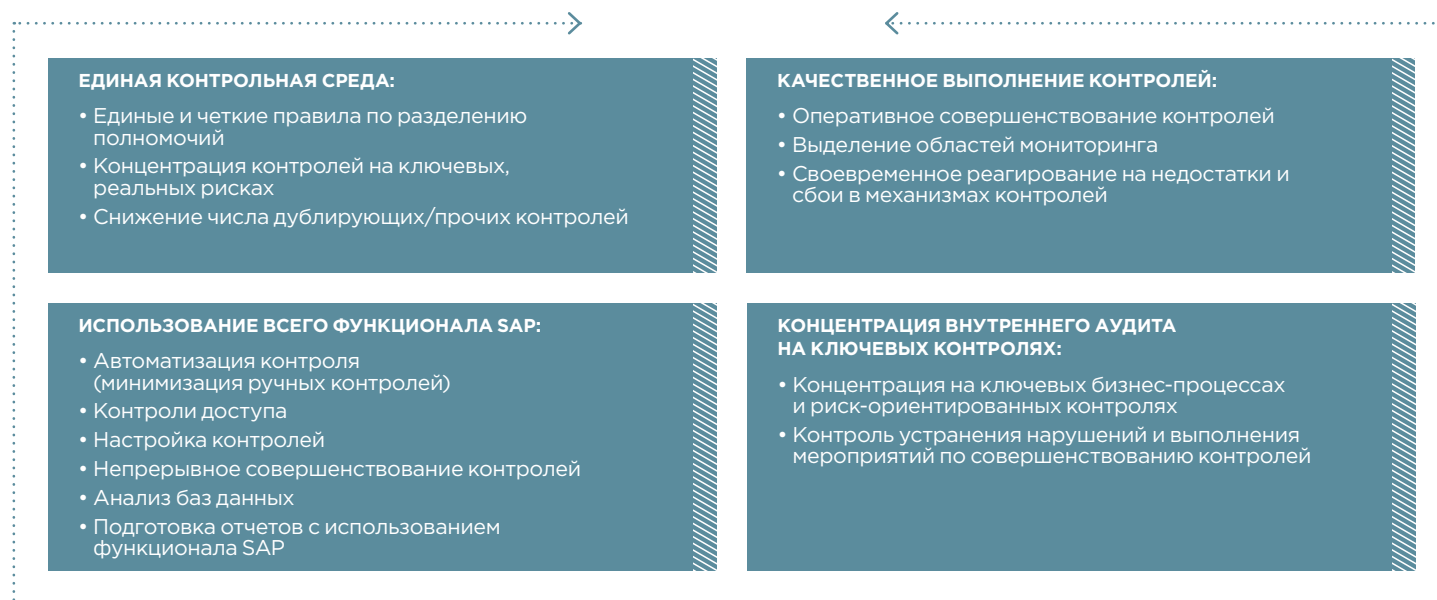 ЕДИНАЯ КОНТРОЛЬНАЯ СРЕДА:
• Единые и четкие правила по разделению
полномочий
• Концентрация контролей на ключевых,
реальных рисках
• Снижение числа дублирующих/прочих контролей
КАЧЕСТВЕННОЕ ВЫПОЛНЕНИЕ КОНТРОЛЕЙ:
• Оперативное совершенствование контролей
• Выделение областей мониторинга
• Своевременное реагирование на недостатки и
сбои в механизмах контролей
ИСПОЛЬЗОВАНИЕ ВСЕГО ФУНКЦИОНАЛА SAP:
• Автоматизация контроля
(минимизация ручных контролей)
• Контроли доступа
• Настройка контролей
• Непрерывное совершенствование контролей
• Анализ баз данных
• Подготовка отчетов с использованием
функционала SAP
КОНЦЕНТРАЦИЯ ВНУТРЕННЕГО АУДИТА
НА КЛЮЧЕВЫХ КОНТРОЛЯХ:
• Концентрация на ключевых бизнес-процессах
и риск-ориентированных контролях
• Контроль устранения нарушений и выполнения
мероприятий по совершенствованию контролей